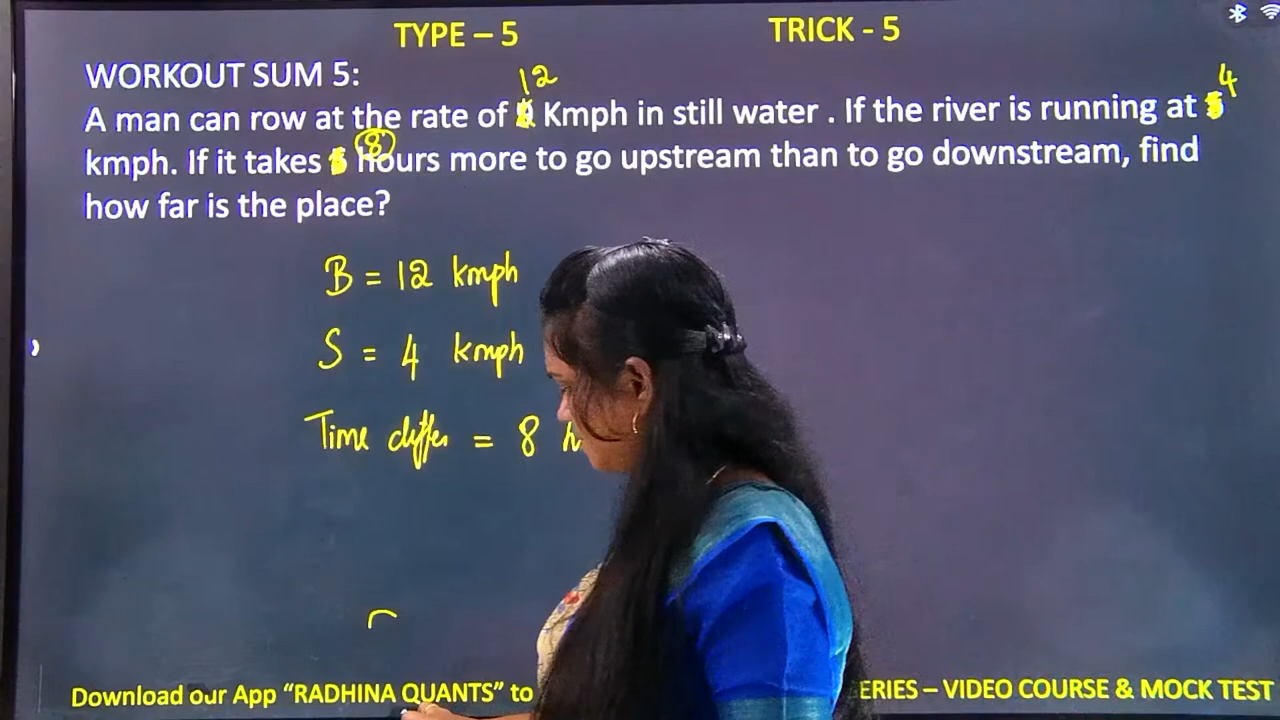 TYPE – 5 TRICK - 5
WORKOUT SUM 5:
12 4
A man can row at the rate of Kmph in still water . If the river is running at
8
kmph. If it takes hours more to go upstream than to go downstream, find
how far is the place?
B = 12 kmph
S = 4 kmph
Time differ = 8 h
Download our App “RADHINA QUANTS” to ERIES – VIDEO COURSE & MOCK TEST